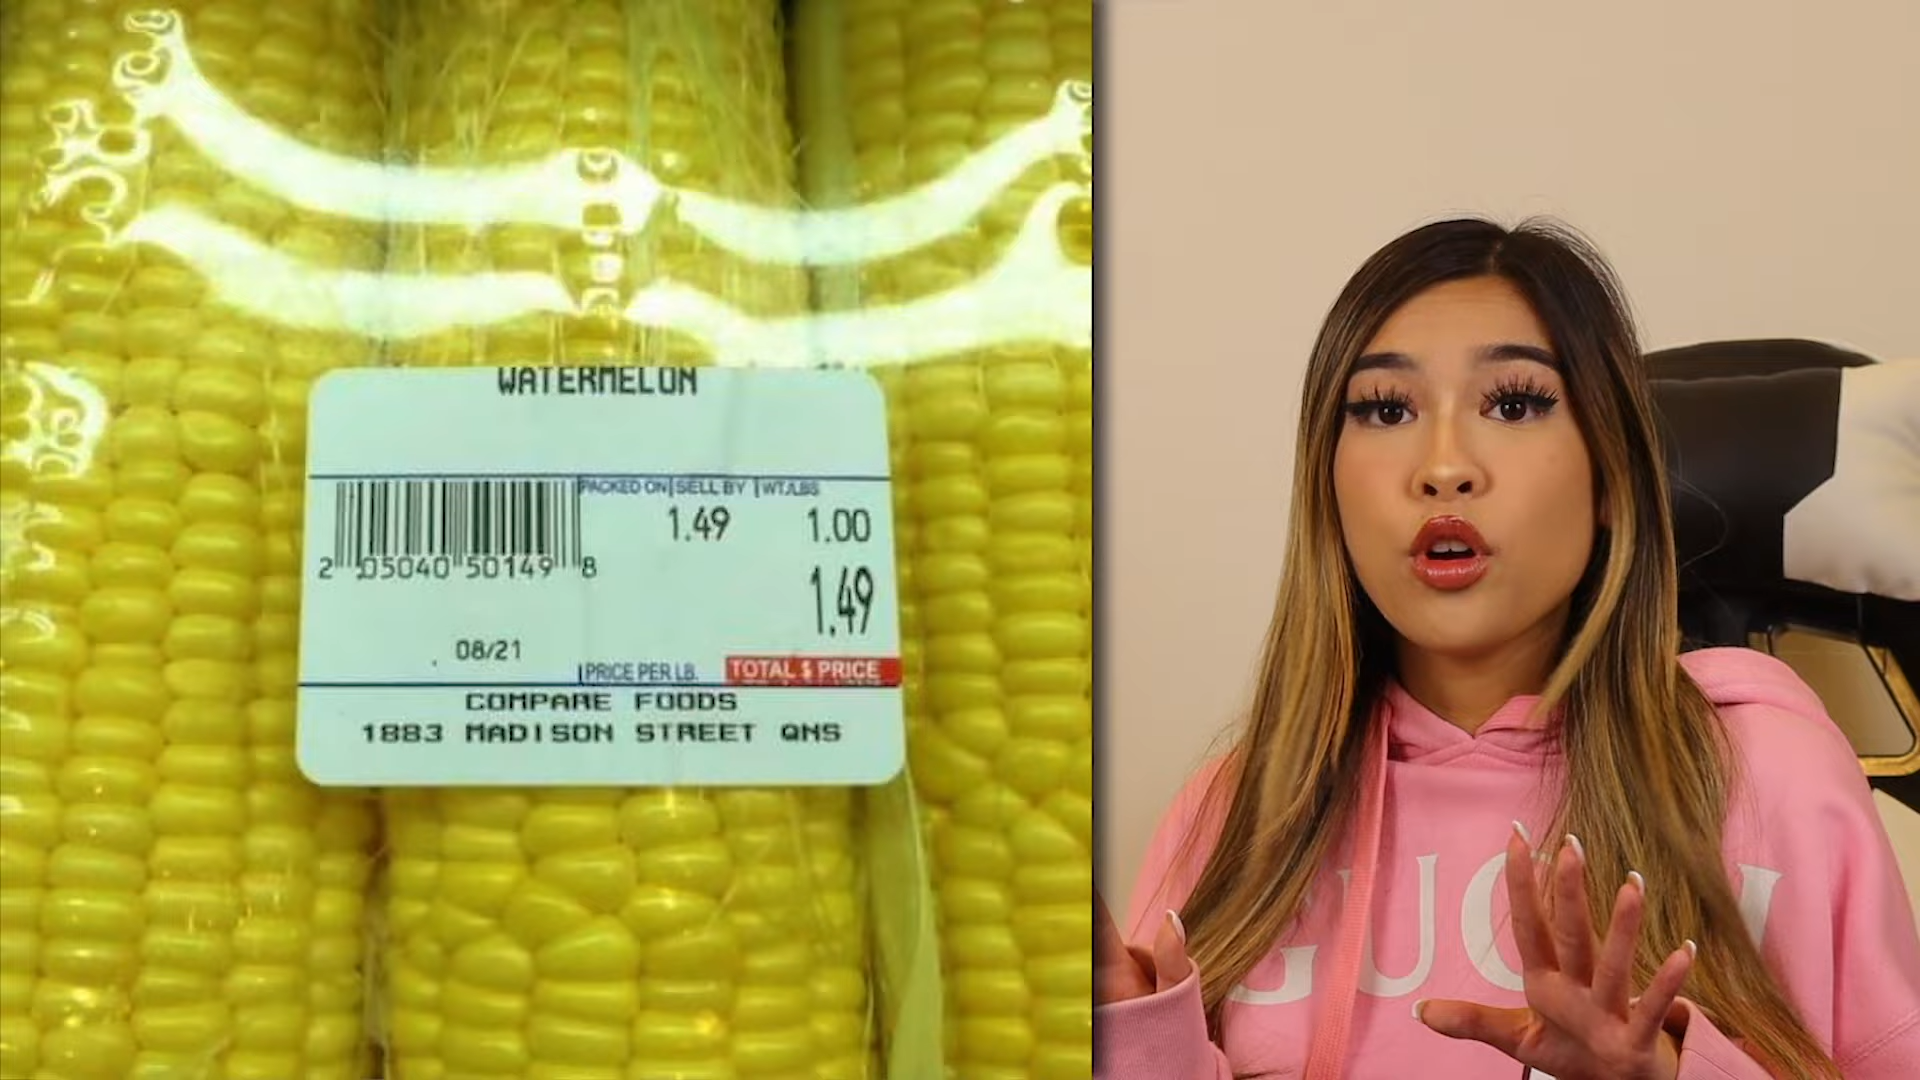 WATERMELON
PACKED ON SELL BY WT/LBS
1.49 1.00
2 05040 50149 8
1.49
08/21
PRICE PER LB. TOTAL $ PRICE
COMPARE FOODS
1883 MADISON STREET QNS
GUCCI